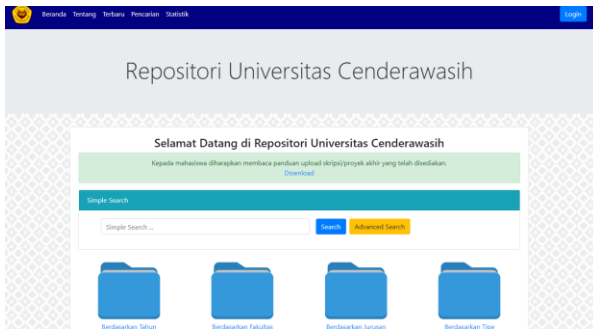 Beranda Tentang Terbaru Pencarian Statistik Login
Repositori Universitas Cenderawasih
Selamat Datang di Repositori Universitas Cenderawasih
Kepada mahasiswa diharapkan membaca panduan upload skripsi/proyek akhir yang telah disediakan.
Download
Simple Search
Simple Search ... Search Advanced Search
Berdasarkan Tahun Berdasarkan Fakultas Berdasarkan Jurusan Berdasarkan Tipe